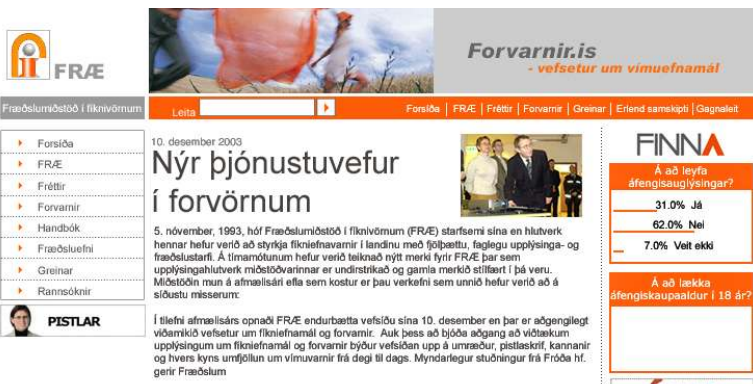 FRÆ
Forvarnir.is
- vefsetur um vímuefnamál
Fræðslumiðstöð í fíknivörnum
Leita
Forsíða | FRÆ | Fréttir | Forvarnir | Greinar | Erlend samskipti | Gagnaleit
Forsíða
FRÆ
Fréttir
Forvarnir
Handbók
Fræðsluefni
Greinar
Rannsóknir
PISTLAR
10. desember 2003
Nýr þjónustuvefur
í forvörnum
5. nóvember, 1993, hóf Fræðslumiðstöð í fíknivörnum (FRÆ) starfsemi sína en hlutverk
hennar hefur verið að styrkja fíkniefnavarnir í landinu með fjölþættu, faglegu upplýsinga- og
fræðslustarfi. Á tímamótunum hefur verið teiknað nýtt merki fyrir FRÆ þar sem
upplýsingahlutverk miðstöðvarinnar er undirstrikað og gamla merkið stílfært í þá veru.
Miðstöðin mun á afmælisári efla sem kostur er þau verkefni sem unnið hefur verið að á
síðustu misserum:
Í tilefni afmælisárs opnaði FRÆ endurbætta vefsíðu sína 10. desember en þar er aðgengilegt
viðamikið vefsetur um fíkniefnamál og forvarnir. Auk þess að bjóða aðgang að víðtækum
upplýsingum um fíkniefnamál og forvarnir býður vefsíðan upp á umræður, pistlaskrif, kannanir
og hvers kyns umfjöllun um vímuvarnir frá degi til dags. Myndarlegur stuðningur frá Fróða hf.
gerir Fræðslum
FINNA
Á að leyfa
áfengisauglýsingar?
31.0% Já
62.0% Nei
7.0% Veit ekki
Á að lækka
áfengiskaupaaldur í 18 ár?